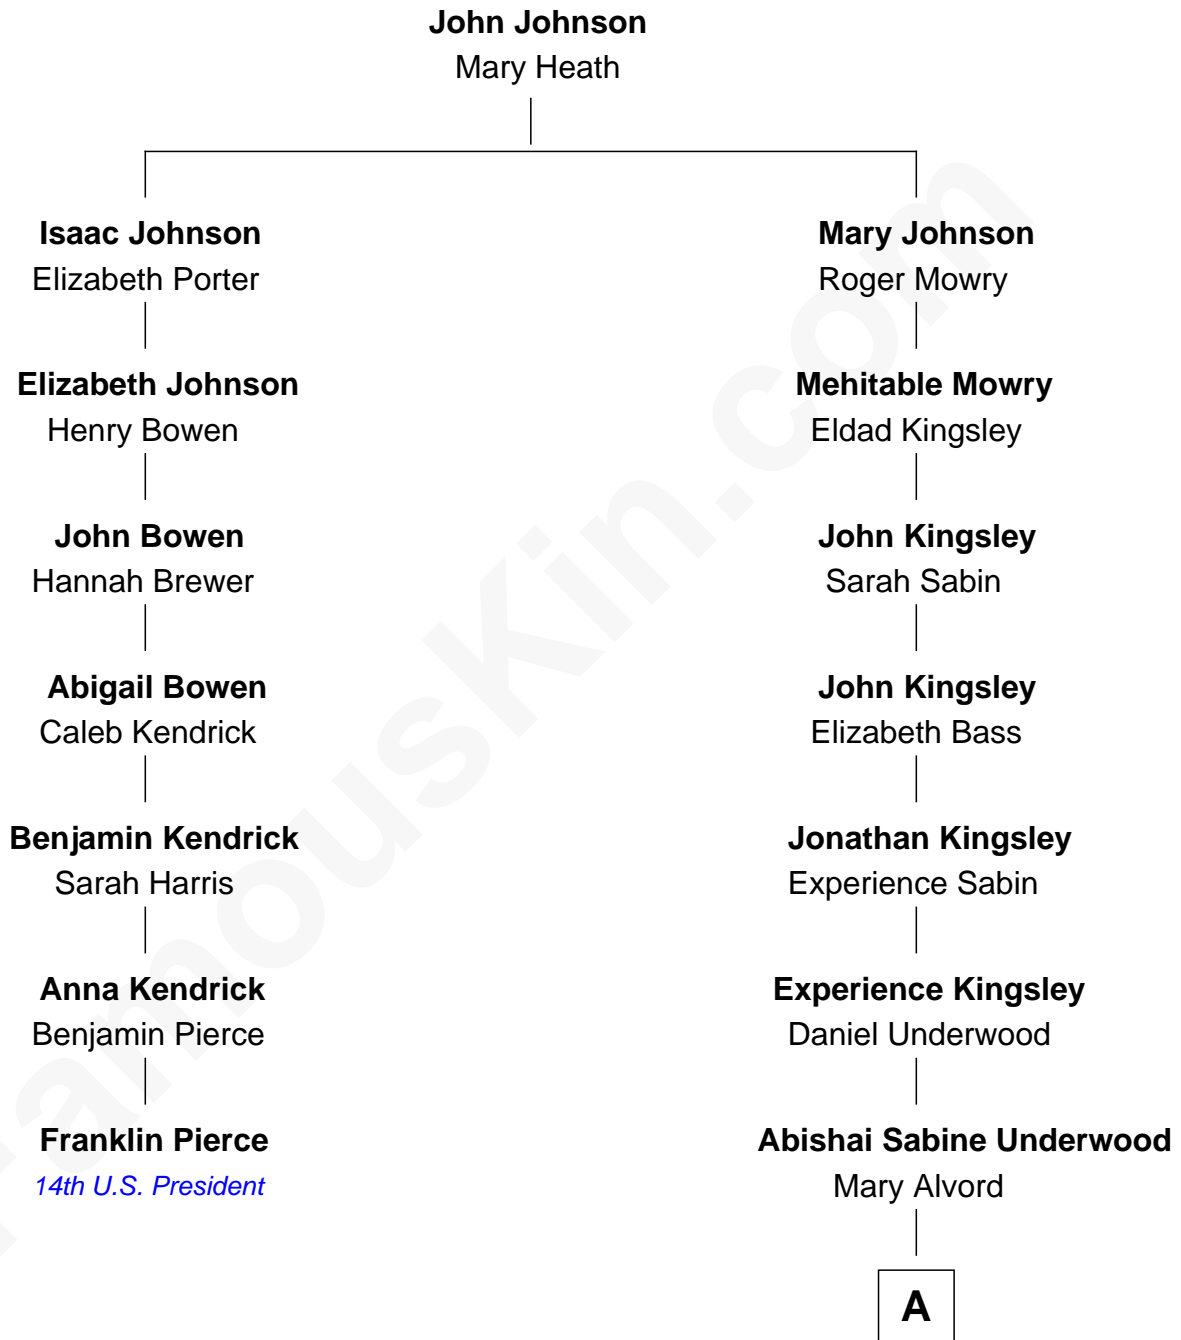 John Johnson
Mary Heath
Isaac Johnson
Elizabeth Porter
Mary Johnson
Roger Mowry
Elizabeth Johnson
Henry Bowen
Mehitable Mowry
Eldad Kingsley
John Bowen
Hannah Brewer
John Kingsley
Sarah Sabin
Abigail Bowen
Caleb Kendrick
John Kingsley
Elizabeth Bass
Benjamin Kendrick
Sarah Harris
Jonathan Kingsley
Experience Sabin
Anna Kendrick
Benjamin Pierce
Experience Kingsley
Daniel Underwood
Franklin Pierce
14th U.S. President
Abishai Sabine Underwood
Mary Alvord
A
FamousKin.com